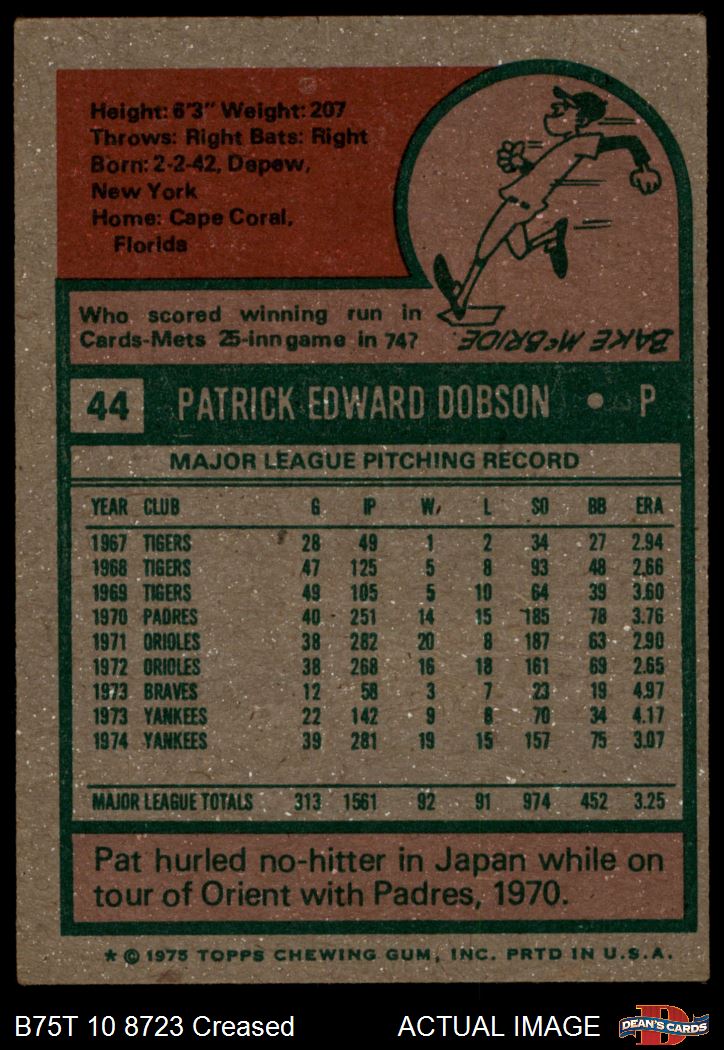 Height: 6'3" Weight: 207
Throws: Right Bats: Right
Born: 2-2-42, Depew,
New York
Home: Cape Coral,
Florida
Who scored winning run in
Cards-Mets 25-inn game in 74?
BAKE McBRIDE
44 PATRICK EDWARD DOBSON • P
MAJOR LEAGUE PITCHING RECORD
YEAR CLUB G IP W L SO BB ERA
1967 TIGERS 28 49 1 2 34 27 2.94
1968 TIGERS 47 125 5 8 93 48 2.66
1969 TIGERS 49 105 5 10 64 39 3.60
1970 PADRES 40 251 14 15 185 78 3.76
1971 ORIOLES 38 282 20 8 187 63 2.90
1972 ORIOLES 38 268 16 18 161 69 2.65
1973 BRAVES 12 58 3 7 23 19 4.97
1973 YANKEES 22 142 9 8 70 34 4.17
1974 YANKEES 39 281 19 15 157 75 3.07
MAJOR LEAGUE TOTALS 313 1561 92 91 974 452 3.25
Pat hurled no-hitter in Japan while on
tour of Orient with Padres, 1970.
* © 1975 TOPPS CHEWING GUM, INC. PRTD IN U.S.A.
B75T 10 8723 Creased ACTUAL IMAGE
D
DEAN'S CARDS